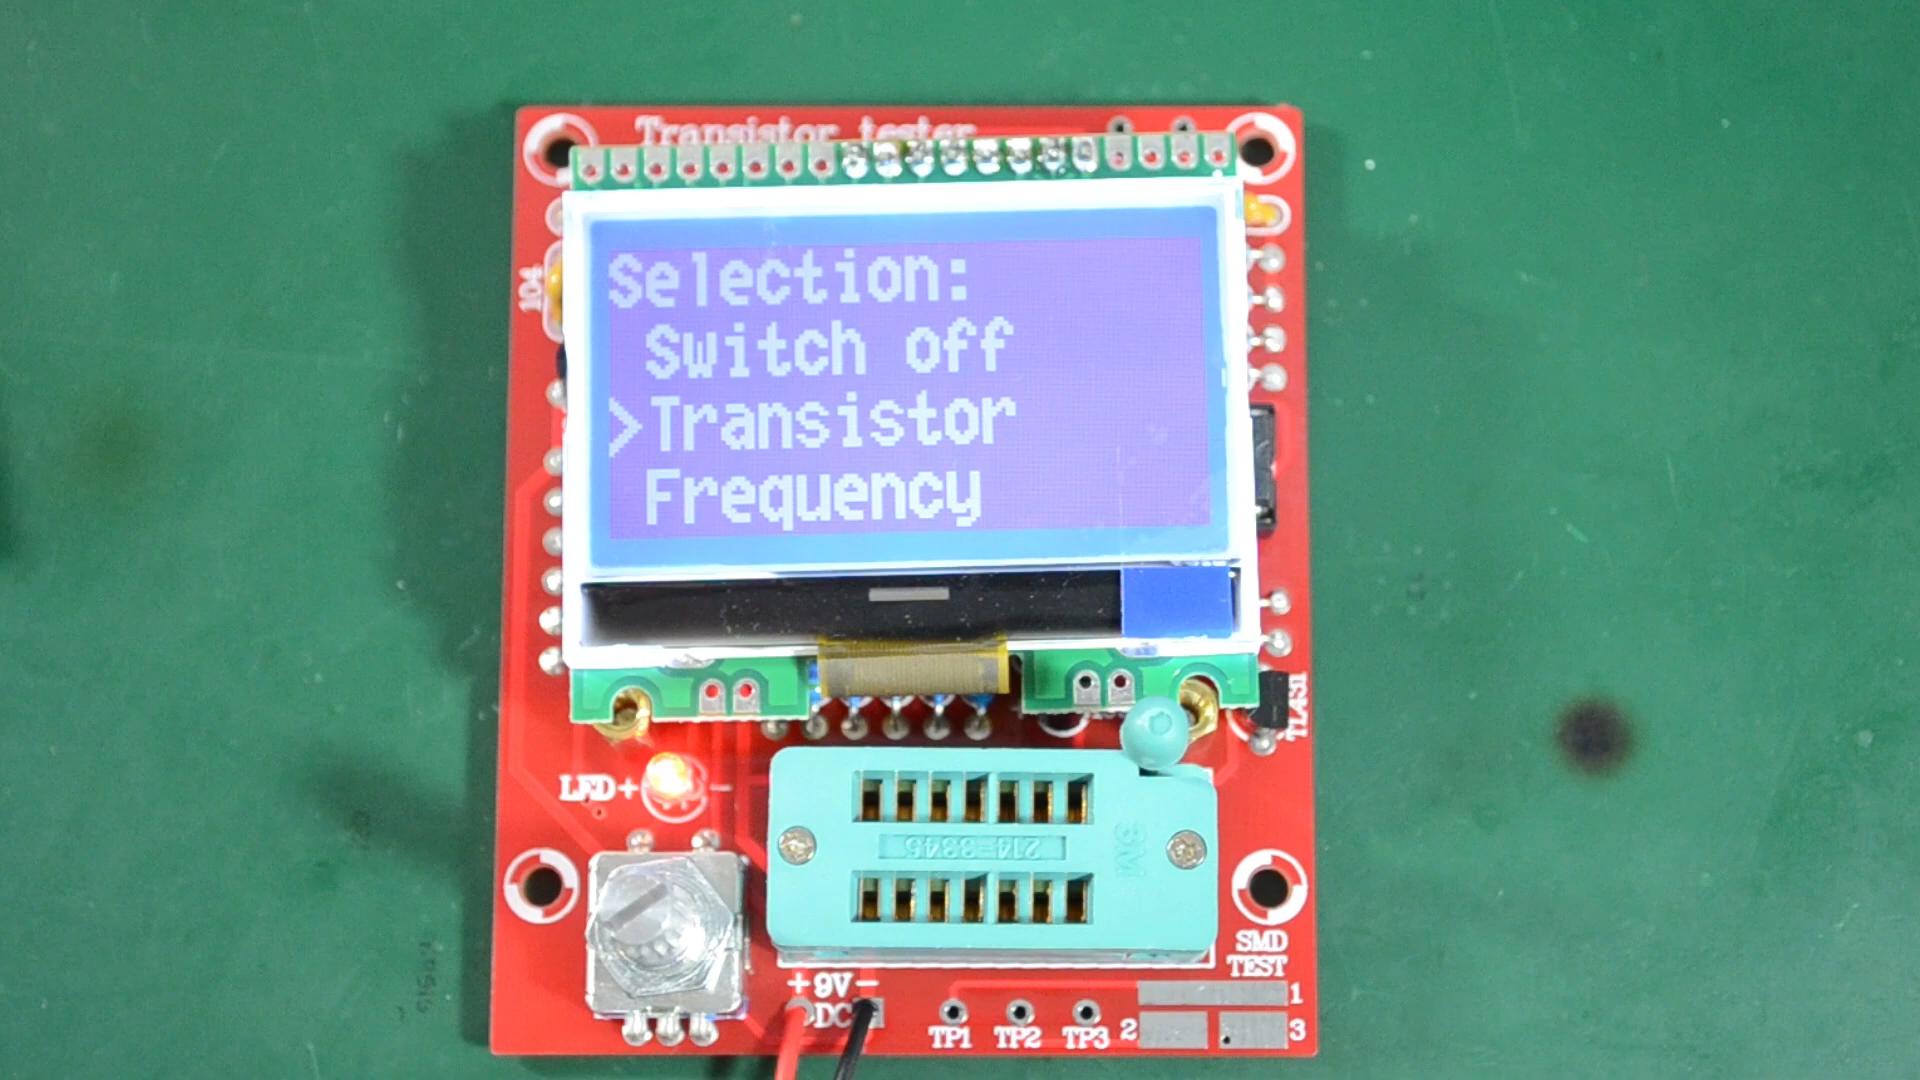 Transistor tester
104
Selection:
Switch off
>Transistor
Frequency
TL431
LED + -
214-3345
3M
SMD
TEST
+ 9V -
DC
1
2
3
TP1 TP2 TP3